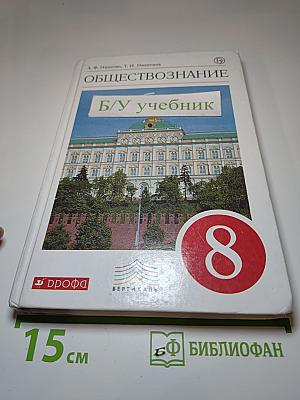 А. Ф. Никитин, Т. И. Никитина
ОБЩЕСТВОЗНАНИЕ
Б/У учебник
8
ДРОФА
ВЕРТИКАЛЬ
15 см
БФ БИБЛИОФАН